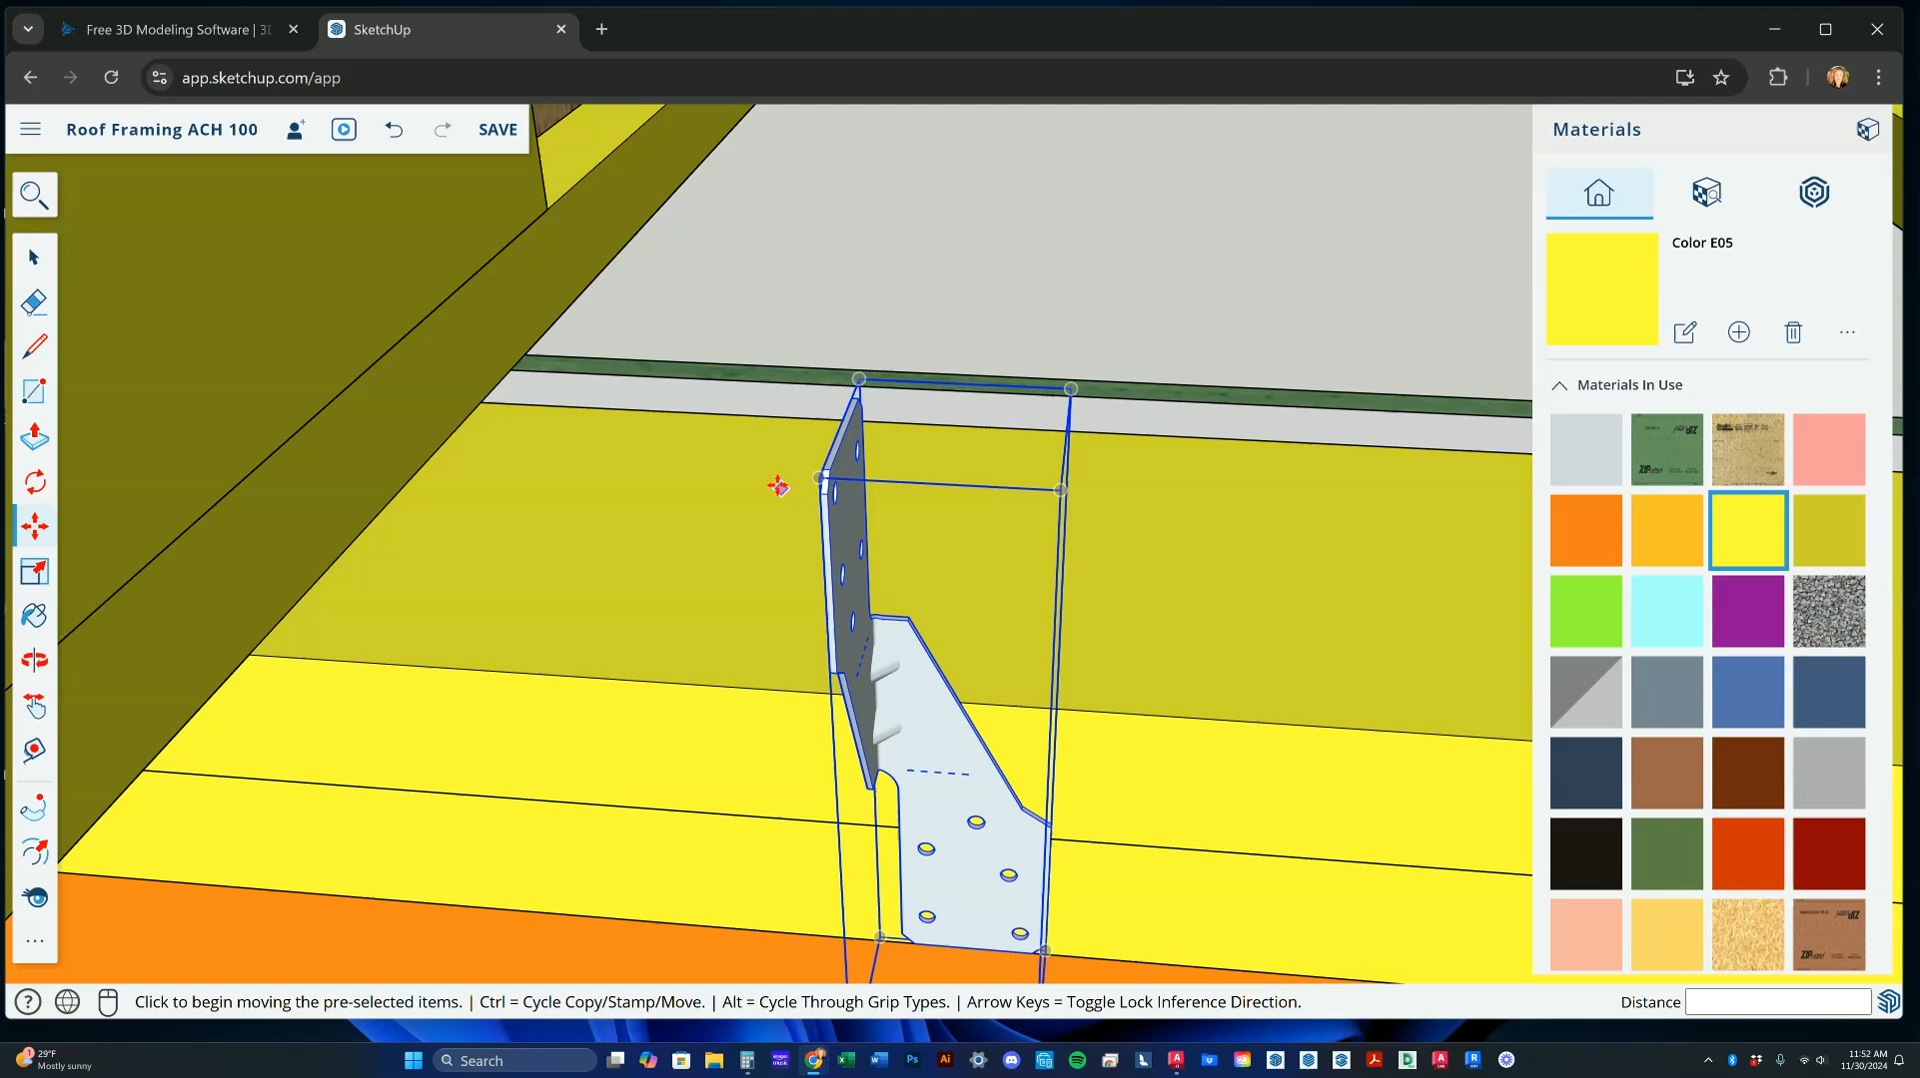 Free 3D Modeling Software | 3D
SketchUp
app.sketchup.com/app
Roof Framing ACH 100
SAVE
Materials
Color E05
Materials In Use
Click to begin moving the pre-selected items. | Ctrl = Cycle Copy/Stamp/Move. | Alt = Cycle Through Grip Types. | Arrow Keys = Toggle Lock Inference Direction.
Distance
29°F
Mostly sunny
Search
11:52 AM
11/30/2024